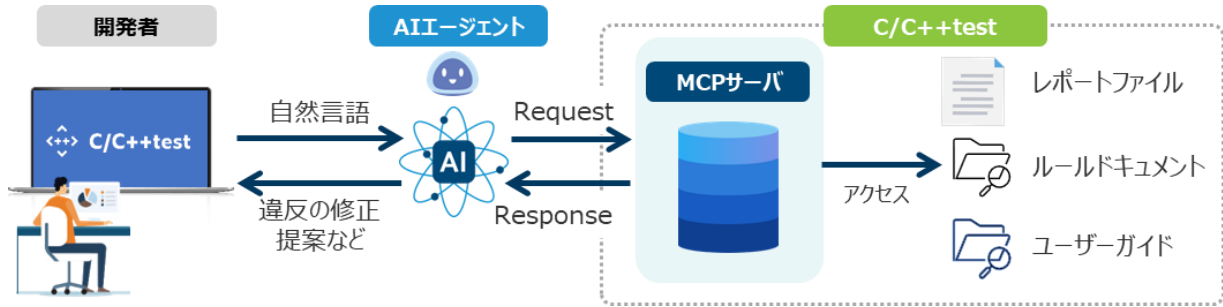 開発者
AIエージェント
C/C++test
MCPサーバ
レポートファイル
<++> C/C++test
自然言語
Request
AI
ルールドキュメント
アクセス
違反の修正
提案など
Response
ユーザーガイド